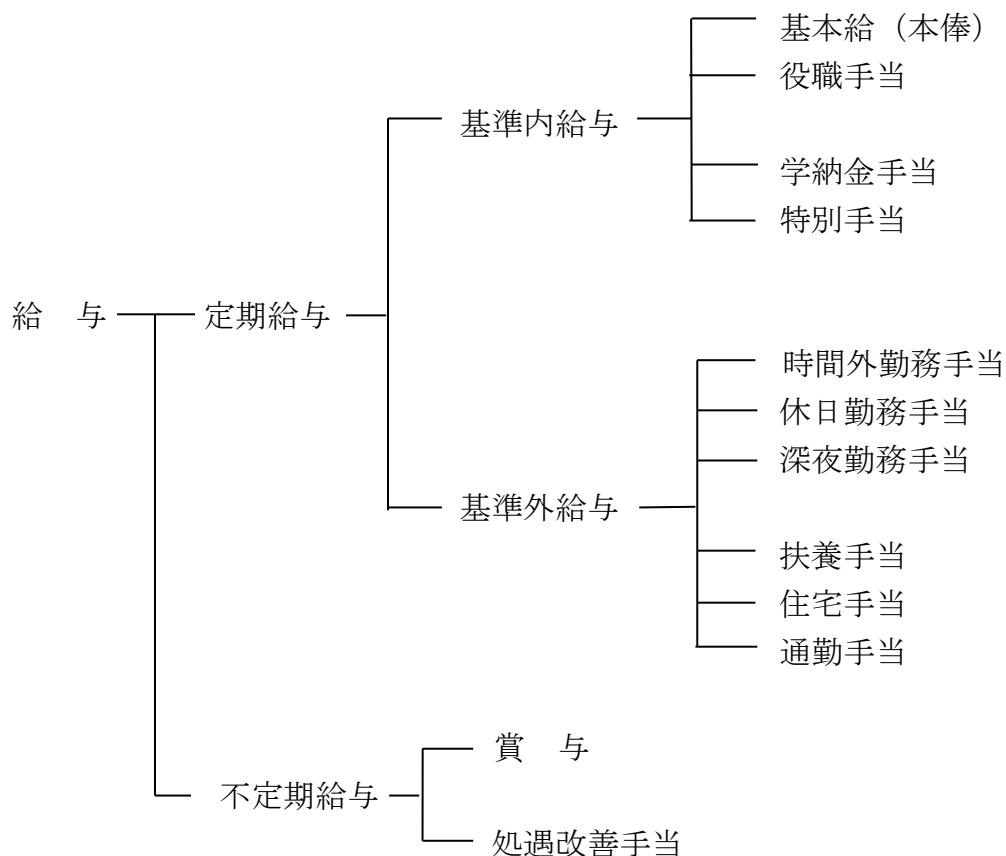 給　与
定期給与
基準内給与
基本給（本俸）
役職手当
学納金手当
特別手当
基準外給与
時間外勤務手当
休日勤務手当
深夜勤務手当
扶養手当
住宅手当
通勤手当
不定期給与
賞　与
処遇改善手当